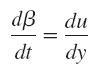 dβ/dt = du/dy